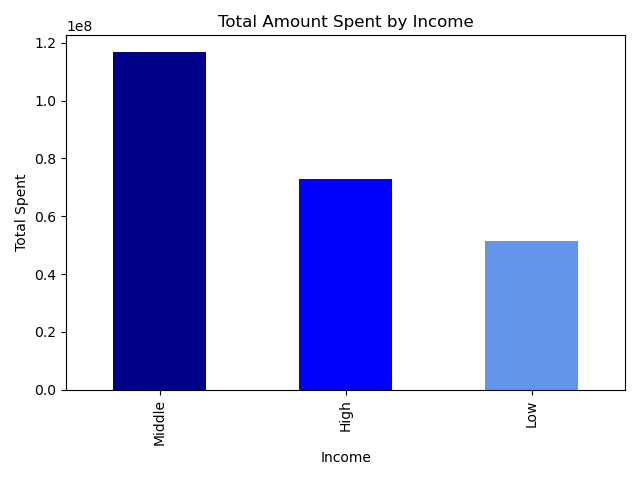 Total Amount Spent by Income
1e8
1.2
1.0
0.8
0.6
0.4
0.2
0.0
Total Spent
Middle
High
Low
Income